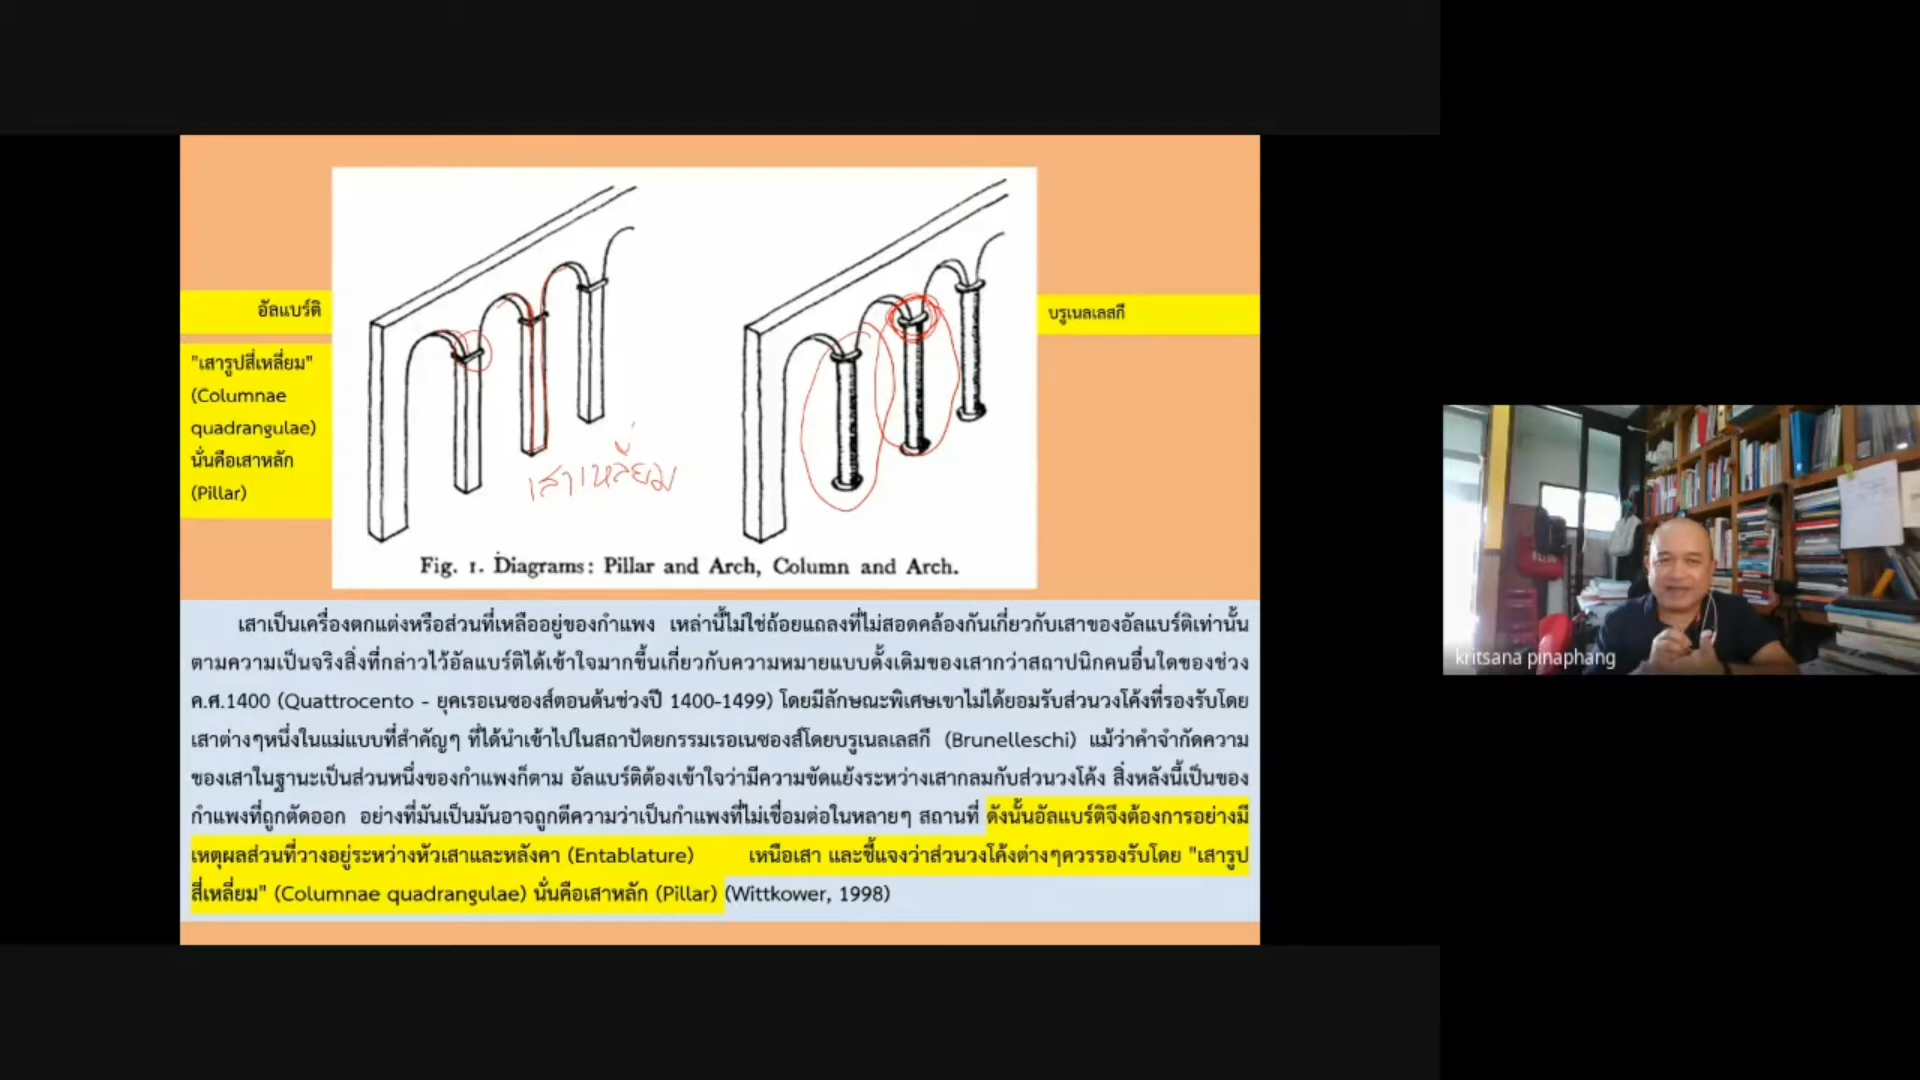 อัลแบร์ติ
"เสารูปสี่เหลี่ยม"
(Columnae
quadrangulae)
นั่นคือเสาหลัก
(Pillar)
เสาเหลี่ยม
บรูเนลเลสกี
Fig. 1. Diagrams: Pillar and Arch, Column and Arch.
เสาเป็นเครื่องตกแต่งหรือส่วนที่เหลืออยู่ของกำแพง เหล่านี้ไม่ใช่ถ้อยแถลงที่ไม่สอดคล้องกันเกี่ยวกับเสาของอัลแบร์ติเท่านั้น
ตามความเป็นจริงสิ่งที่กล่าวไว้อัลแบร์ติได้เข้าใจมากขึ้นเกี่ยวกับความหมายแบบดั้งเดิมของเสากว่าสถาปนิกคนอื่นใดของช่วง
ค.ศ.1400 (Quattrocento - ยุคเรอเนซองส์ตอนต้นช่วงปี 1400-1499) โดยมีลักษณะพิเศษเขาไม่ได้ยอมรับส่วนวงโค้งที่รองรับโดย
เสาต่างๆหนึ่งในแม่แบบที่สำคัญๆ ที่ได้นำเข้าไปในสถาปัตยกรรมเรอเนซองส์โดยบรูเนลเลสกี (Brunelleschi) แม้ว่าคำจำกัดความ
ของเสาในฐานะเป็นส่วนหนึ่งของกำแพงก็ตาม อัลแบร์ติต้องเข้าใจว่ามีความขัดแย้งระหว่างเสากลมกับส่วนวงโค้ง สิ่งหลังนี้เป็นของ
กำแพงที่ถูกตัดออก อย่างที่มันเป็นมันอาจถูกตีความว่าเป็นกำแพงที่ไม่เชื่อมต่อในหลายๆ สถานที่ ดังนั้นอัลแบร์ติจึงต้องการอย่างมี
เหตุผลส่วนที่วางอยู่ระหว่างหัวเสาและหลังคา (Entablature) เหนือเสา และชี้แจงว่าส่วนวงโค้งต่างๆควรรองรับโดย "เสารูป
สี่เหลี่ยม" (Columnae quadrangulae) นั่นคือเสาหลัก (Pillar) (Wittkower, 1998)
kritsana pinaphang